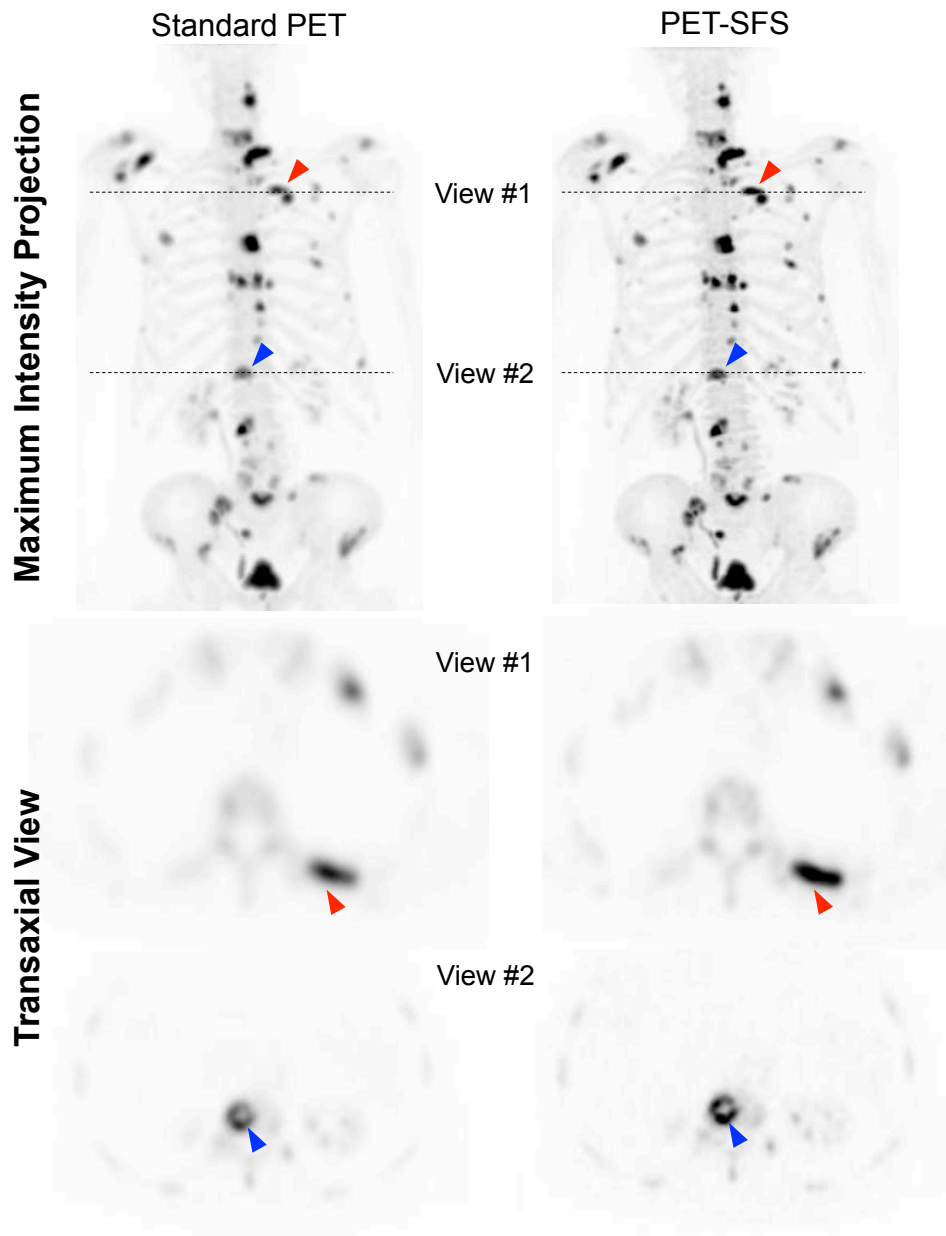 Standard PET
PET-SFS
Maximum Intensity Projection
View #1
View #2
Transaxial View
View #1
View #2